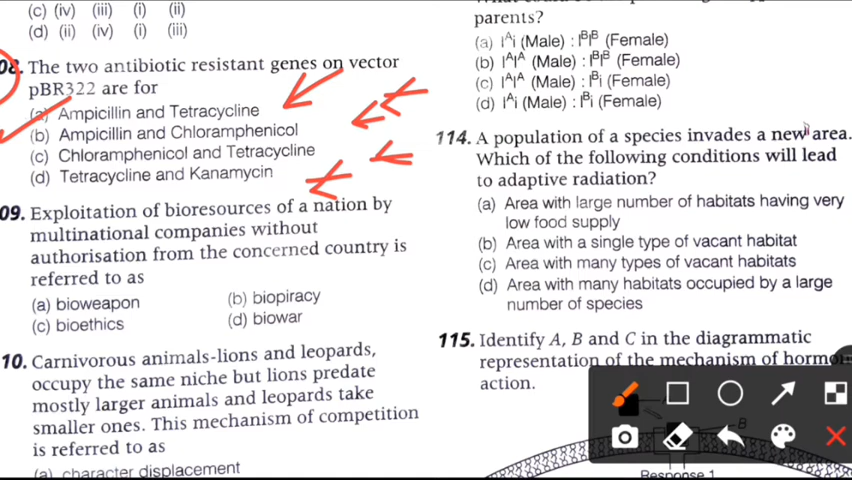 (c) (iv) (iii) (i) (ii)
(d) (ii) (iv) (i) (iii)
08. The two antibiotic resistant genes on vector
pBR322 are for
(a) Ampicillin and Tetracycline
(b) Ampicillin and Chloramphenicol
(c) Chloramphenicol and Tetracycline
(d) Tetracycline and Kanamycin
09. Exploitation of bioresources of a nation by
multinational companies without
authorisation from the concerned country is
referred to as
(a) bioweapon (b) biopiracy
(c) bioethics (d) biowar
10. Carnivorous animals-lions and leopards,
occupy the same niche but lions predate
mostly larger animals and leopards take
smaller ones. This mechanism of competition
is referred to as
(a) character displacement
parents?
(a) IᴬI (Male) : IᴮIᴮ (Female)
(b) IᴬIᴬ (Male) : IᴮIᴮ (Female)
(c) IᴬIᴬ (Male) : Iᴮi (Female)
(d) Iᴬi (Male) : Iᴮi (Female)
114. A population of a species invades a new area.
Which of the following conditions will lead
to adaptive radiation?
(a) Area with large number of habitats having very
low food supply
(b) Area with a single type of vacant habitat
(c) Area with many types of vacant habitats
(d) Area with many habitats occupied by a large
number of species
115. Identify A, B and C in the diagrammatic
representation of the mechanism of hormo
action.
B
Response 1